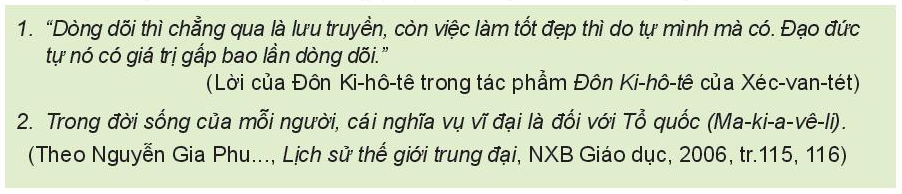 1. “Dòng dõi thì chẳng qua là lưu truyền, còn việc làm tốt đẹp thì do tự mình mà có. Đạo đức
tự nó có giá trị gấp bao lần dòng dõi.”
(Lời của Đôn Ki-hô-tê trong tác phẩm Đôn Ki-hô-tê của Xéc-van-tét)
2. Trong đời sống của mỗi người, cái nghĩa vụ vĩ đại là đối với Tổ quốc (Ma-ki-a-vê-li).
(Theo Nguyễn Gia Phu..., Lịch sử thế giới trung đại, NXB Giáo dục, 2006, tr.115, 116)